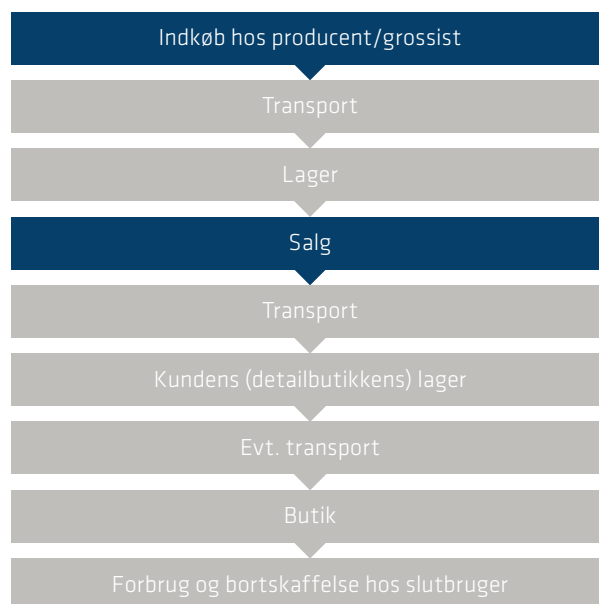 Indkøb hos producent/grossist
Transport
Lager
Salg
Transport
Kundens (detailbutikkens) lager
Evt. transport
Butik
Forbrug og bortskaffelse hos slutbruger